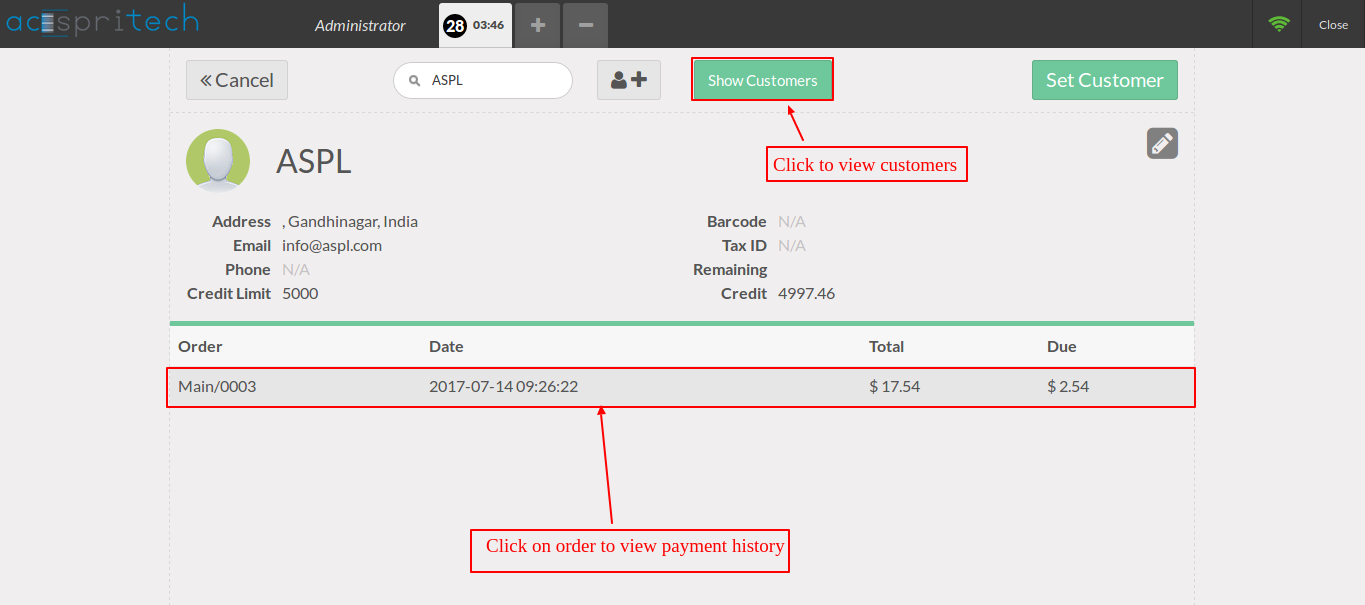 acespritech
Administrator
28 03:46
Close
Cancel
ASPL
Show Customers
Set Customer
ASPL
Click to view customers
Address , Gandhinagar, India
Email info@aspl.com
Phone N/A
Credit Limit 5000
Barcode N/A
Tax ID N/A
Remaining
Credit 4997.46
Order Date Total Due
Main/0003 2017-07-14 09:26:22 $ 17.54 $ 2.54
Click on order to view payment history